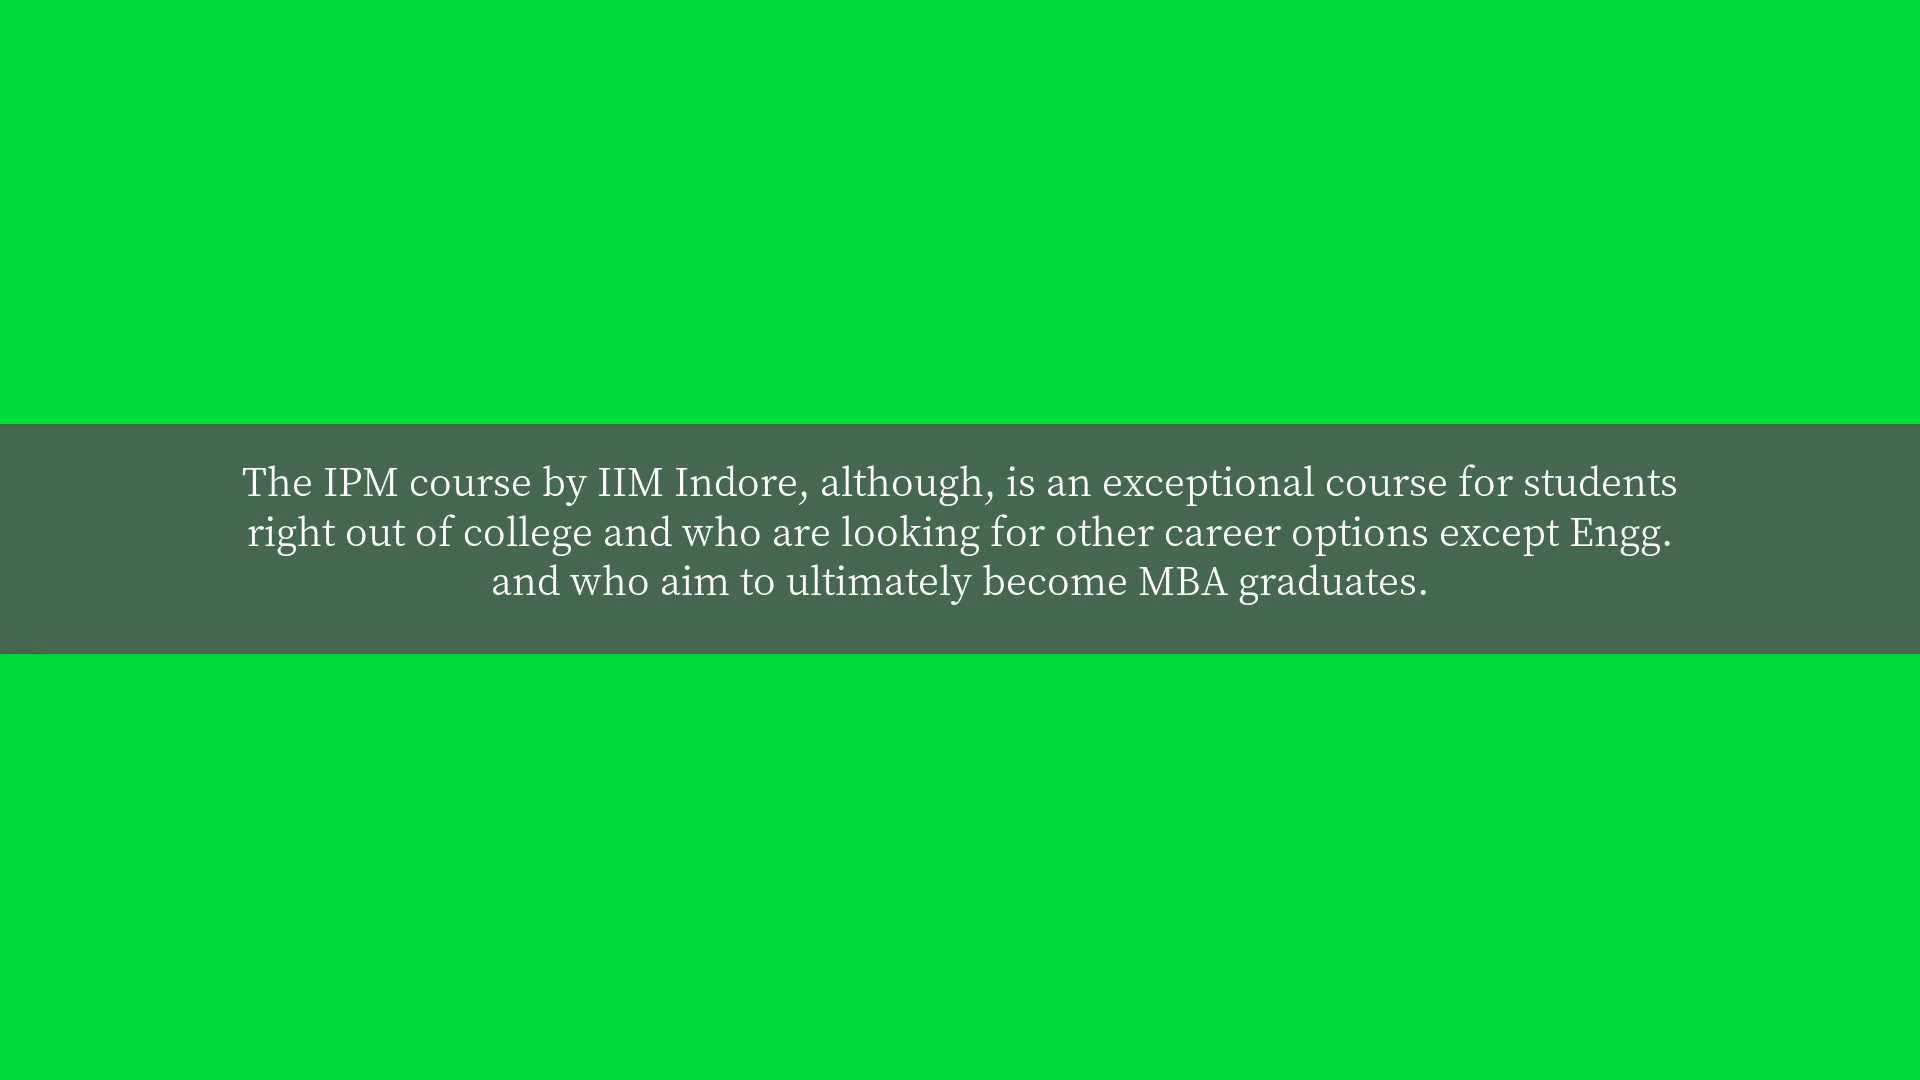 The IPM course by IIM Indore, although, is an exceptional course for students
right out of college and who are looking for other career options except Engg.
and who aim to ultimately become MBA graduates.